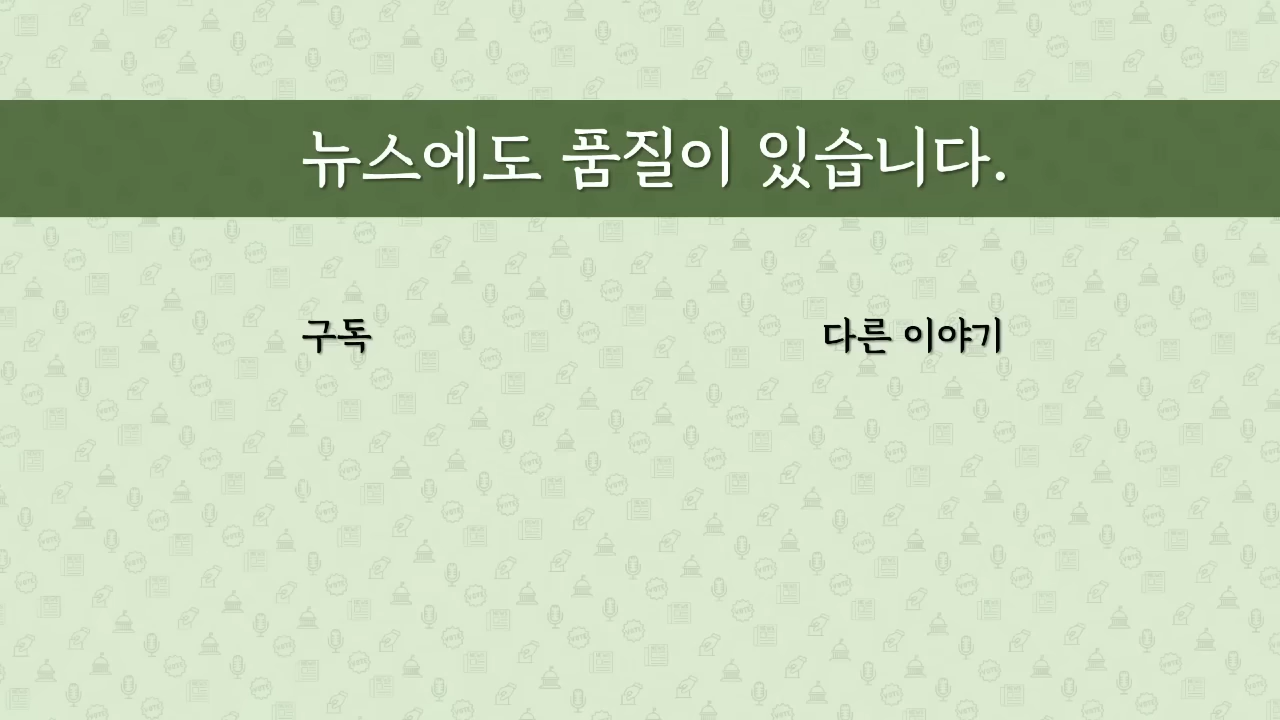 뉴스에도 품질이 있습니다.
구독
다른 이야기